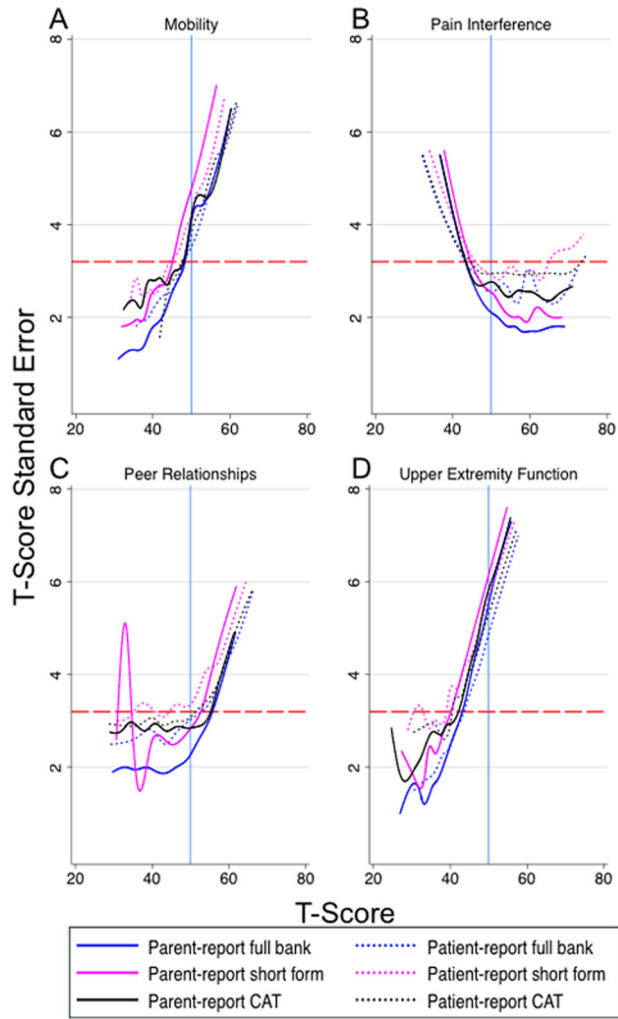 A
Mobility
B
Pain Interference
8
6
4
2
20 40 60 80
8
6
4
2
20 40 60 80
C
Peer Relationships
D
Upper Extremity Function
8
6
4
2
20 40 60 80
8
6
4
2
20 40 60 80
T-Score Standard Error
T-Score
Parent-report full bank
Patient-report full bank
Parent-report short form
Patient-report short form
Parent-report CAT
Patient-report CAT